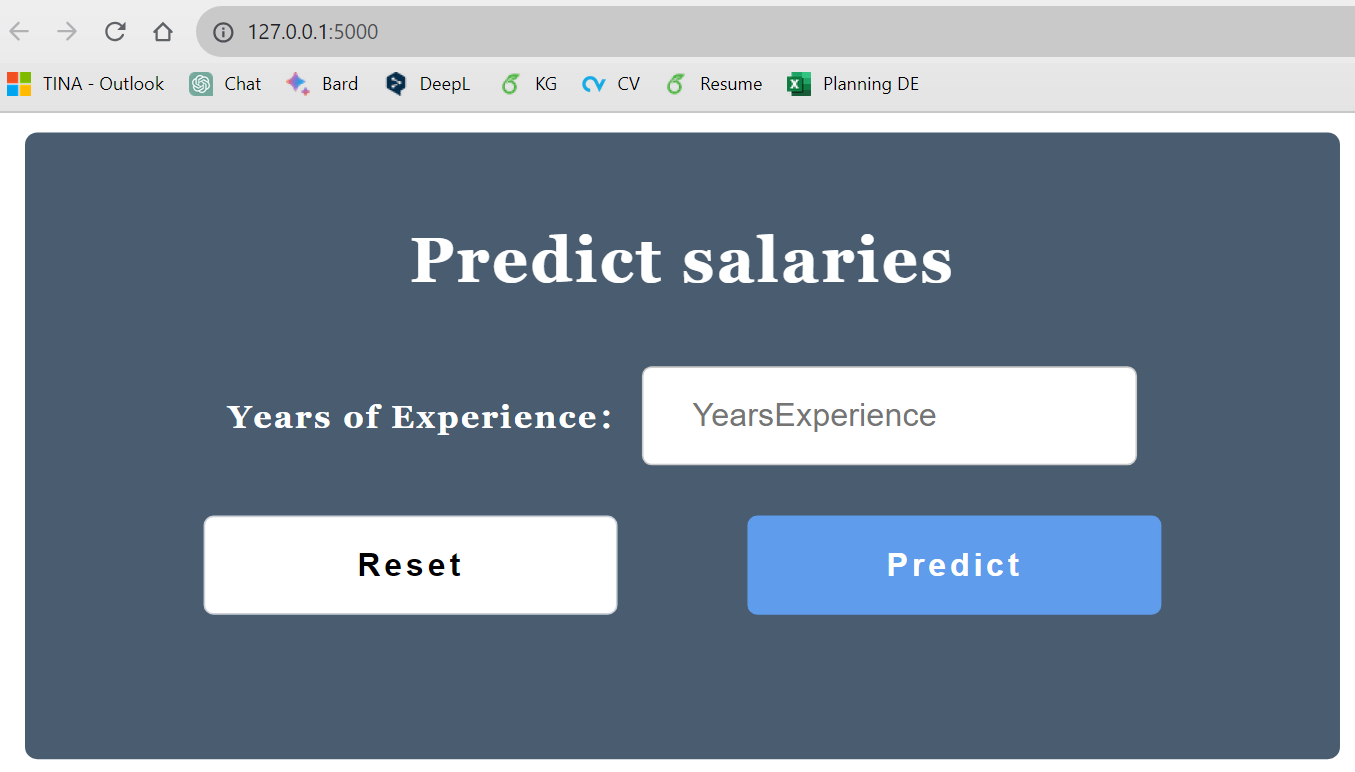 127.0.0.1:5000
TINA - Outlook Chat Bard DeepL KG CV Resume Planning DE
Predict salaries
Years of Experience: YearsExperience
Reset Predict